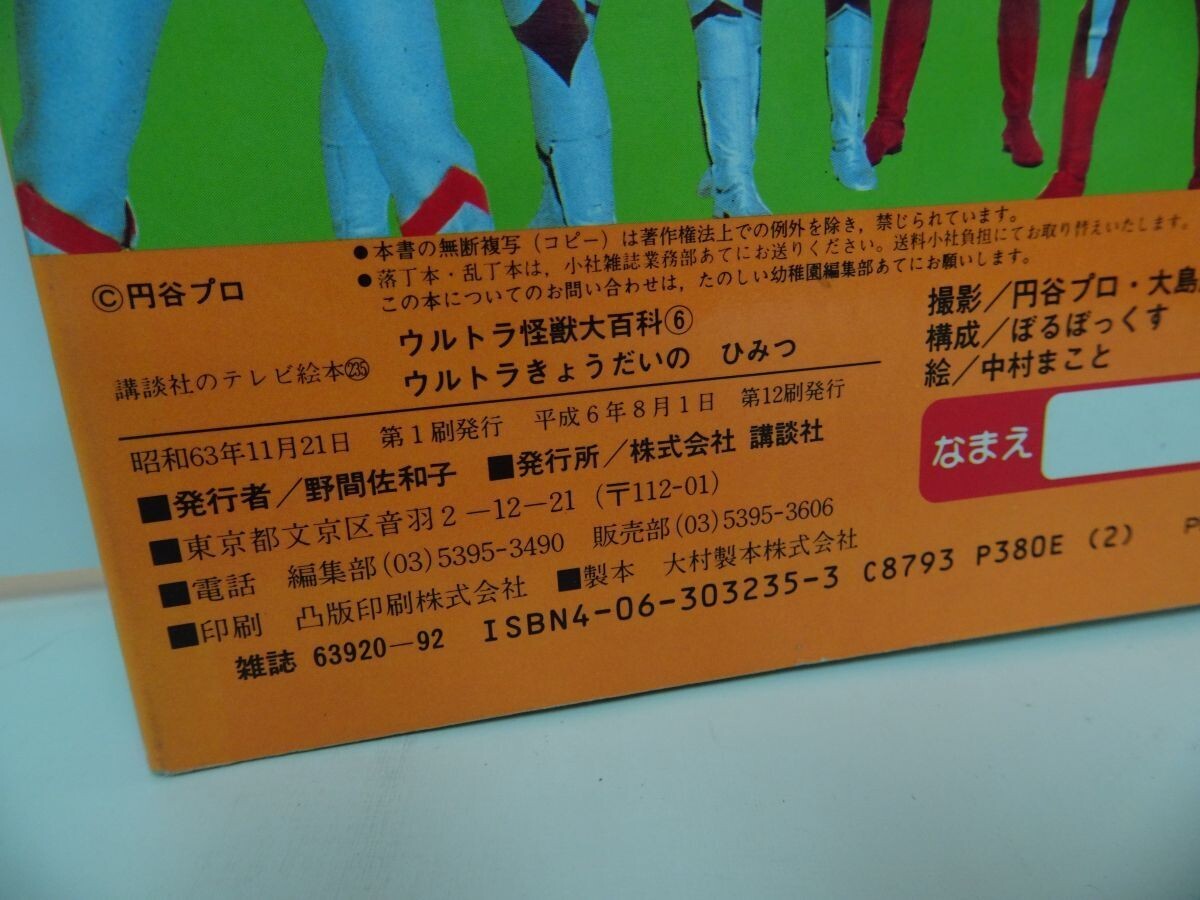 ●本書の無断複写（コピー）は著作権法上での例外を除き，禁じられています。
●落丁本・乱丁本は，小社雑誌業務部あてにお送りください。送料小社負担にてお取り替えいたします。
この本についてのお問い合わせは，たのしい幼稚園編集部あてにお願いします。
©円谷プロ
講談社のテレビ絵本㉟ ウルトラ怪獣大百科⑥
ウルトラきょうだいの ひみつ
撮影／円谷プロ・大島
構成／ぽるぽっくす
絵／中村まこと
なまえ
昭和63年11月21日 第1刷発行 平成6年8月1日 第12刷発行
■発行者／野間佐和子 ■発行所／株式会社 講談社
■東京都文京区音羽2－12－21（〒112-01）
■電話 編集部(03)5395-3490 販売部(03)5395-3606
■印刷 凸版印刷株式会社 ■製本 大村製本株式会社
雑誌 63920－92 ISBN4-06-303235-3 C8793 P380E (2) P